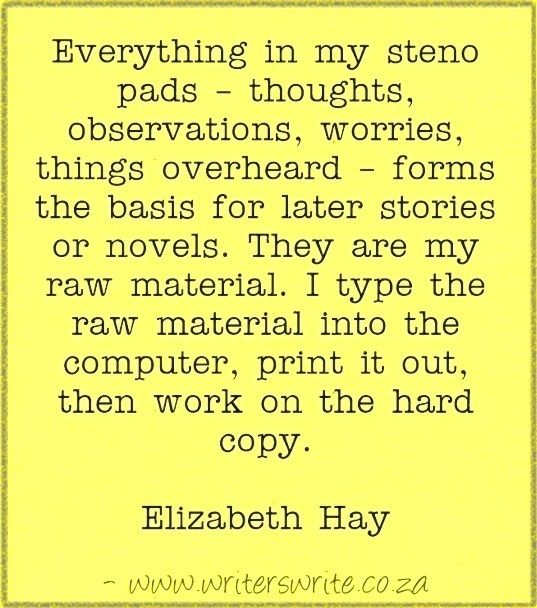 Everything in my steno
pads – thoughts,
observations, worries,
things overheard – forms
the basis for later stories
or novels. They are my
raw material. I type the
raw material into the
computer, print it out,
then work on the hard
copy.
Elizabeth Hay
- www.writerswrite.co.za